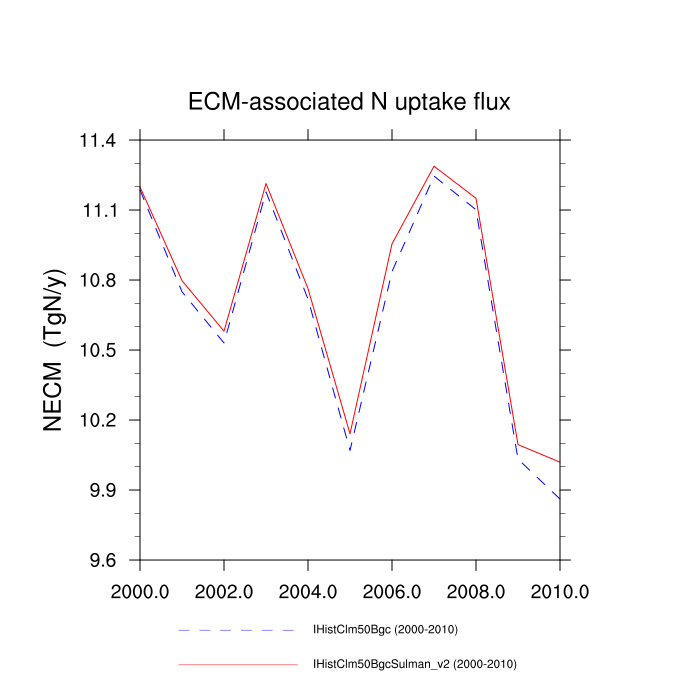 ECM-associated N uptake flux
NECM (TgN/y)
11.4
11.1
10.8
10.5
10.2
9.9
9.6
2000.0 2002.0 2004.0 2006.0 2008.0 2010.0
IHistClm50Bgc (2000-2010)
IHistClm50BgcSulman_v2 (2000-2010)